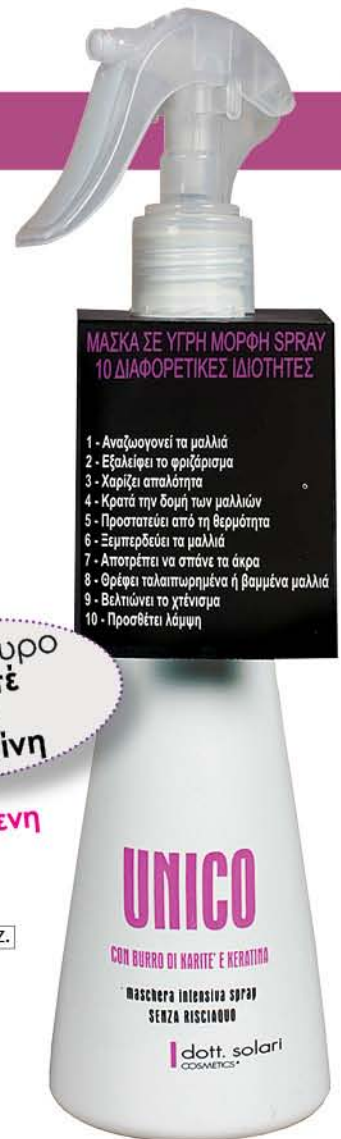 ΜΑΣΚΑ ΣΕ ΥΓΡΗ ΜΟΡΦΗ SPRAY
10 ΔΙΑΦΟΡΕΤΙΚΕΣ ΙΔΙΟΤΗΤΕΣ
1 - Αναζωογονεί τα μαλλιά
2 - Εξαλείφει το φριζάρισμα
3 - Χαρίζει απαλότητα
4 - Κρατά την δομή των μαλλιών
5 - Προστατεύει από τη θερμότητα
6 - Ξεμπερδεύει τα μαλλιά
7 - Αποτρέπει να σπάνε τα άκρα
8 - Θρέφει ταλαιπωρημένα ή βαμμένα μαλλιά
9 - Βελτιώνει το χτένισμα
10 - Προσθέτει λάμψη
UNICO
CON BURRO DI KARITE' E KERATINA
maschera intensiva spray
SENZA RISCIAQUO
dott. solari
COSMETICS